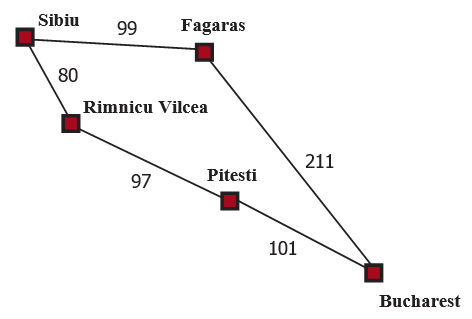 Sibiu
99
Fagaras
80
Rimnicu Vilcea
97
Pitesti
211
101
Bucharest